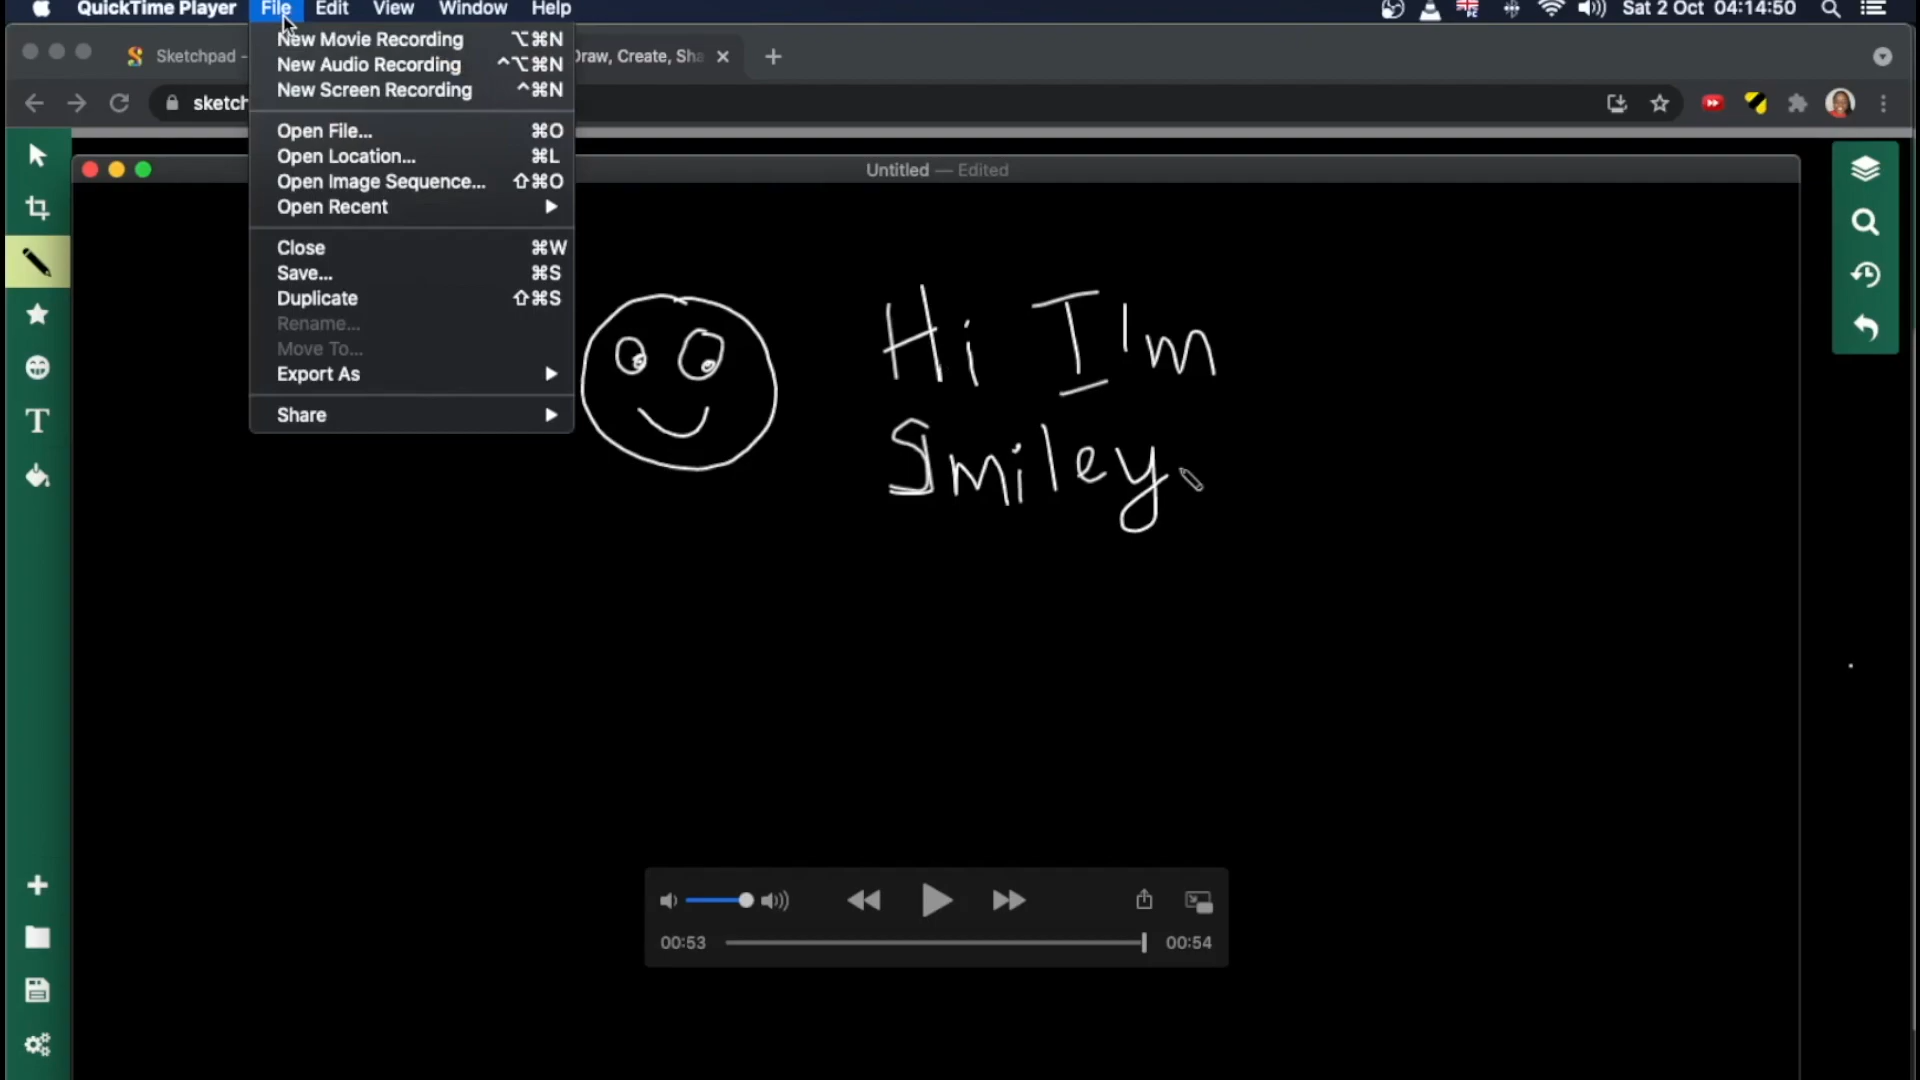 QuickTime Player File Edit View Window Help Sat 2 Oct 04:14:50
New Movie Recording ⌥⌘N
Sketchpad - Draw, Create, Sha
New Audio Recording ^⌥⌘N
New Screen Recording ^⌘N
sketch
Open File... ⌘O
Open Location... ⌘L
Untitled — Edited
Open Image Sequence... ⇧⌘O
Open Recent
Close ⌘W
Save... ⌘S
Duplicate ⇧⌘S
Rename...
Move To...
Export As
Share
Hi I'm
Smiley
00:53 00:54